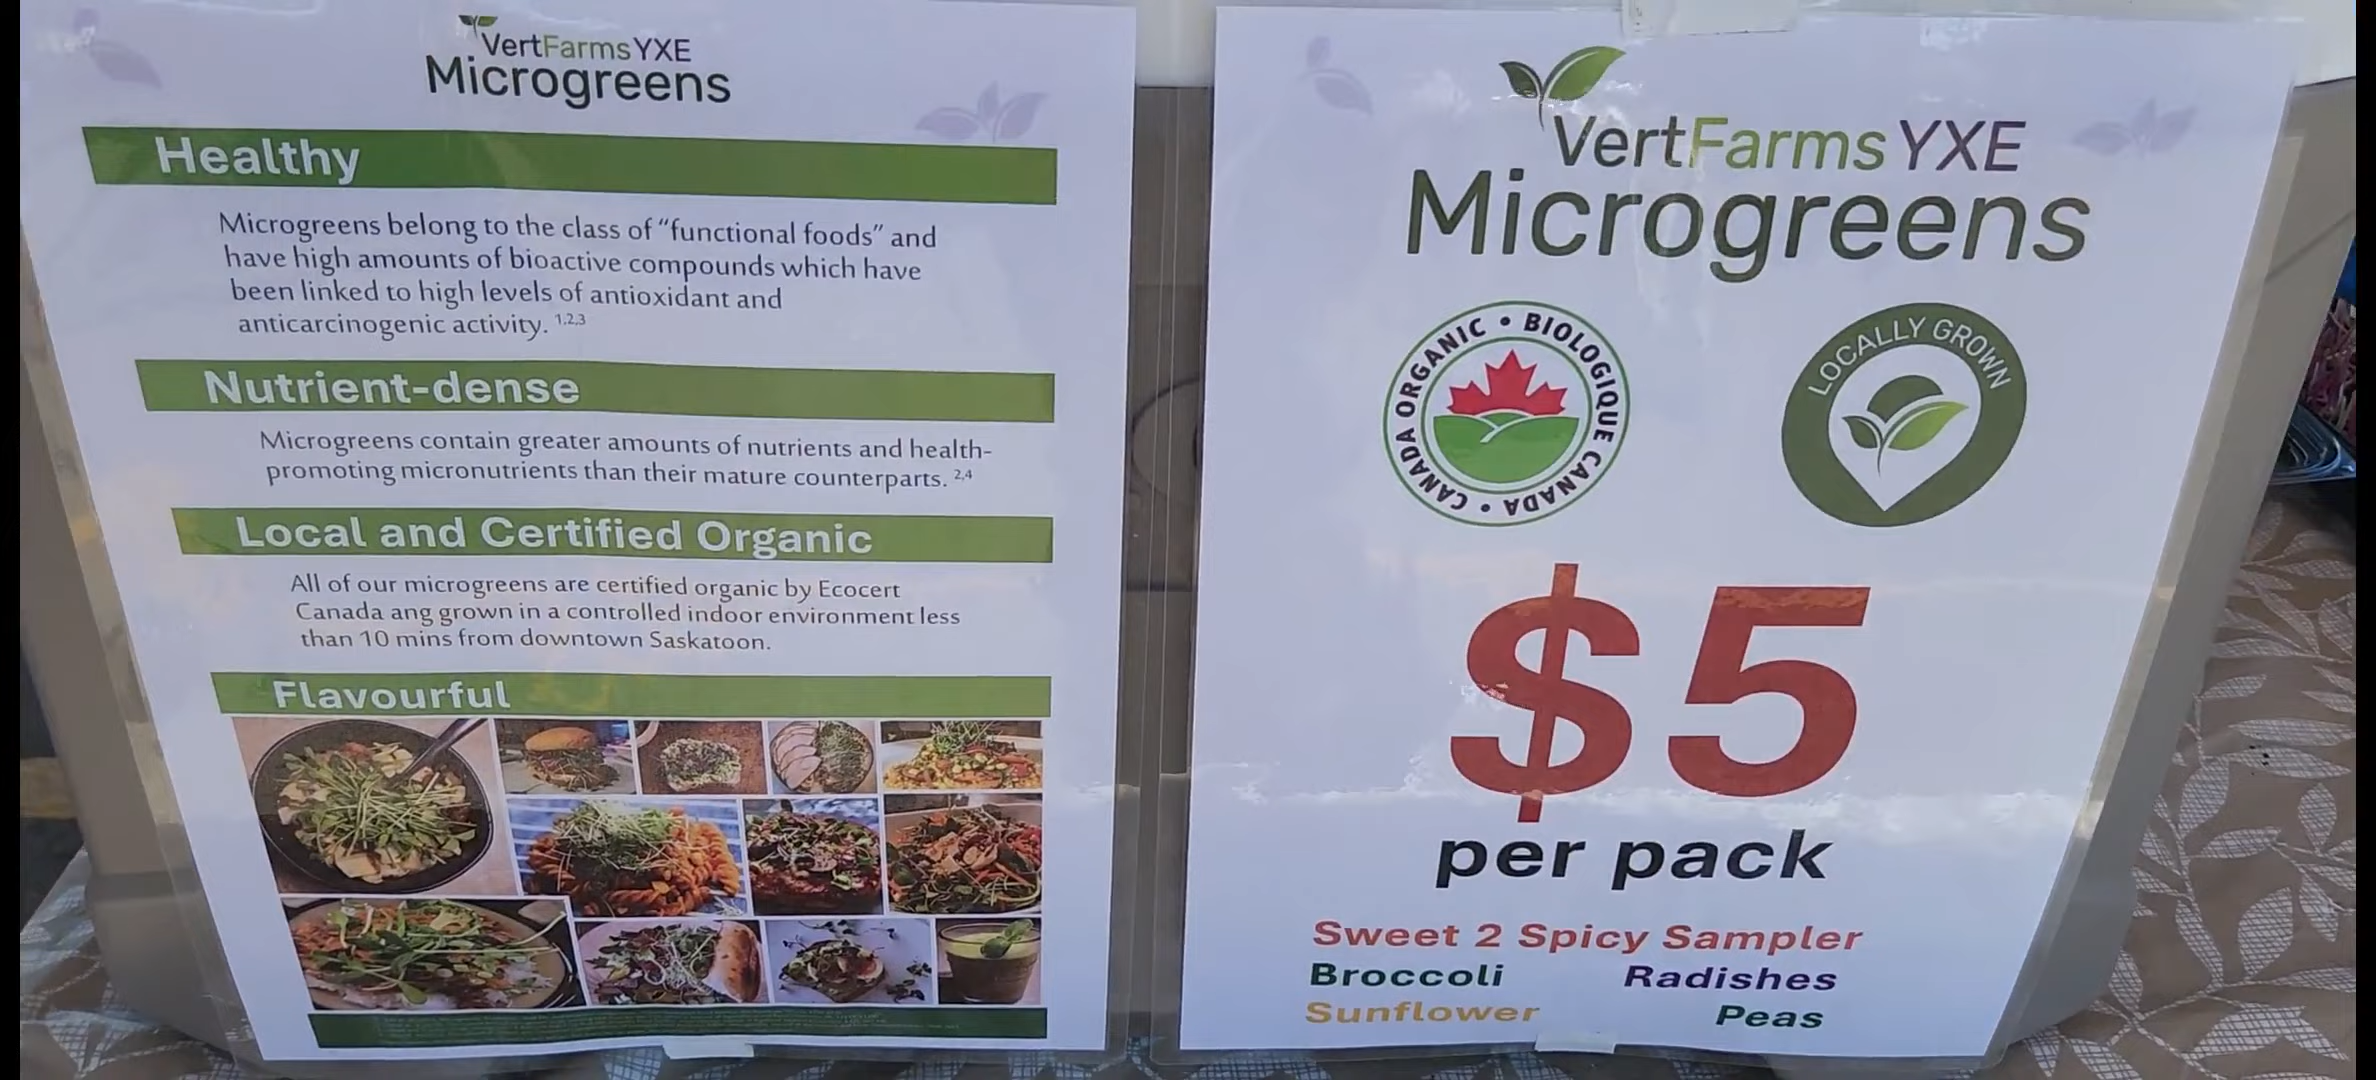 VertFarms YXE
Microgreens
Healthy
Microgreens belong to the class of “functional foods” and
have high amounts of bioactive compounds which have
been linked to high levels of antioxidant and
anticarcinogenic activity. 1,2,3
Nutrient-dense
Microgreens contain greater amounts of nutrients and health-
promoting micronutrients than their mature counterparts. 2,4
Local and Certified Organic
All of our microgreens are certified organic by Ecocert
Canada ang grown in a controlled indoor environment less
than 10 mins from downtown Saskatoon.
Flavourful
VertFarms YXE
Microgreens
CANADA ORGANIC • BIOLOGIQUE CANADA •
LOCALLY GROWN
$5
per pack
Sweet 2 Spicy Sampler
Broccoli Radishes
Sunflower Peas